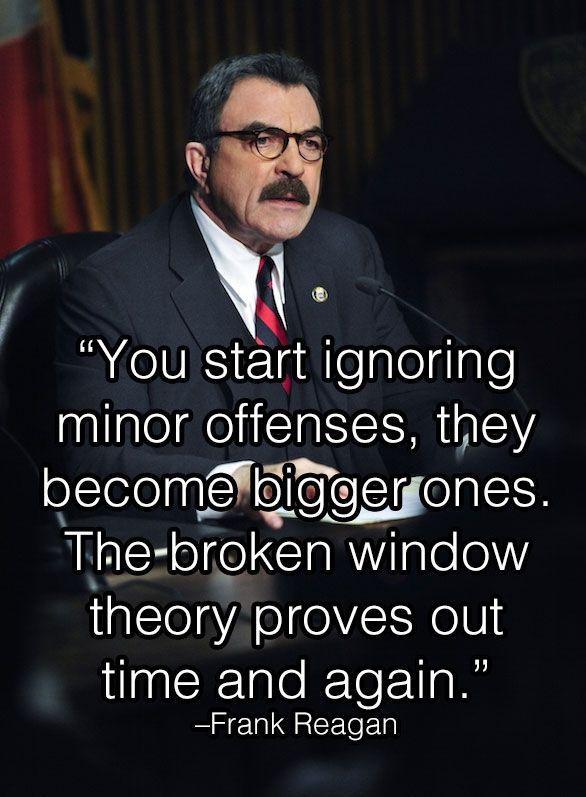 “You start ignoring
minor offenses, they
become bigger ones.
The broken window
theory proves out
time and again.”
–Frank Reagan